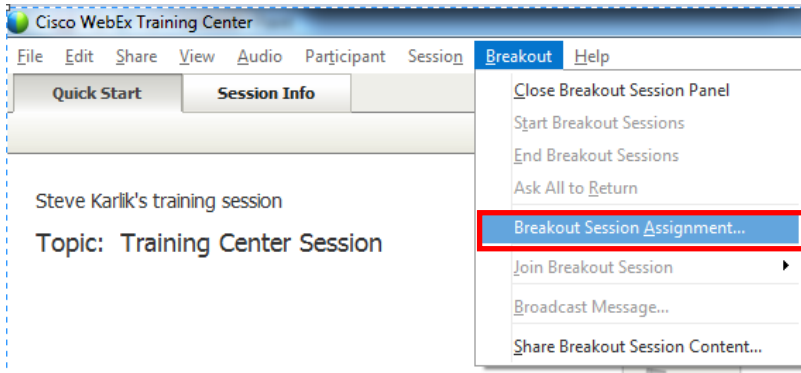 Cisco WebEx Training Center
File Edit Share View Audio Participant Session Breakout Help
Quick Start Session Info
Close Breakout Session Panel
Start Breakout Sessions
End Breakout Sessions
Ask All to Return
Steve Karlik's training session
Breakout Session Assignment...
Topic: Training Center Session
Join Breakout Session
Broadcast Message...
Share Breakout Session Content...